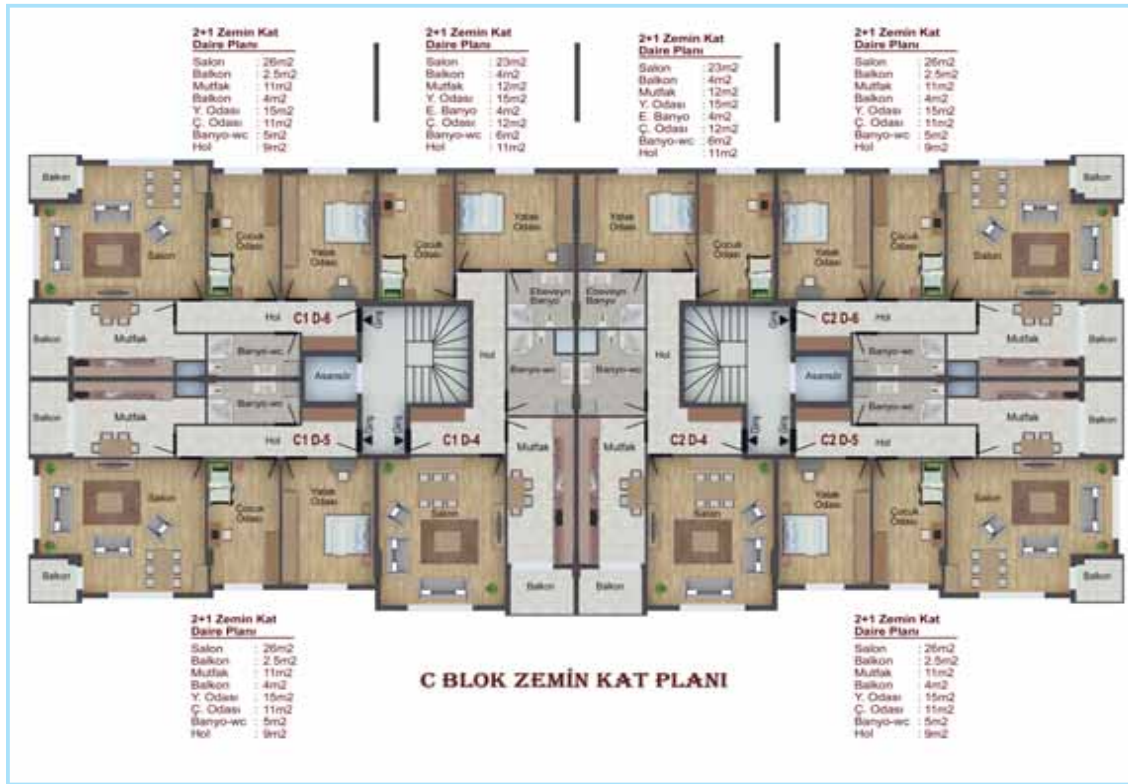 2+1 Zemin Kat
Daire Planı
Salon : 26m2
Balkon : 2.5m2
Mutfak : 11m2
Balkon : 4m2
Y. Odası : 15m2
Ç. Odası : 11m2
Banyo-wc : 5m2
Hol : 9m2
2+1 Zemin Kat
Daire Planı
Salon : 23m2
Balkon : 4m2
Mutfak : 12m2
Y. Odası : 15m2
E. Banyo : 4m2
Ç. Odası : 12m2
Banyo-wc : 6m2
Hol : 11m2
2+1 Zemin Kat
Daire Planı
Salon : 23m2
Balkon : 4m2
Mutfak : 12m2
Y. Odası : 15m2
E. Banyo : 4m2
Ç. Odası : 12m2
Banyo-wc : 6m2
Hol : 11m2
2+1 Zemin Kat
Daire Planı
Salon : 26m2
Balkon : 2.5m2
Mutfak : 11m2
Balkon : 4m2
Y. Odası : 15m2
Ç. Odası : 11m2
Banyo-wc : 5m2
Hol : 9m2
Balkon
Salon
Çocuk
Odası
Yatak
Odası
Çocuk
Odası
Yatak
Odası
Yatak
Odası
Çocuk
Odası
Yatak
Odası
Çocuk
Odası
Salon
Balkon
Balkon
Mutfak
Hol
C1 D-6
Giriş
Banyo-wc
Asansör
Hol
Ebeveyn
Banyo
Ebeveyn
Banyo
Banyo-wc
Banyo-wc
Hol
Giriş
C2 D-6
Hol
Banyo-wc
Asansör
Mutfak
Balkon
Balkon
Mutfak
Banyo-wc
Hol
C1 D-5
Giriş
Giriş
C1 D-4
Mutfak
Mutfak
C2 D-4
Giriş
Giriş
C2 D-5
Hol
Banyo-wc
Mutfak
Balkon
Salon
Çocuk
Odası
Yatak
Odası
Salon
Salon
Yatak
Odası
Çocuk
Odası
Salon
Balkon
Balkon
Balkon
Balkon
2+1 Zemin Kat
Daire Planı
Salon : 26m2
Balkon : 2.5m2
Mutfak : 11m2
Balkon : 4m2
Y. Odası : 15m2
Ç. Odası : 11m2
Banyo-wc : 5m2
Hol : 9m2
C BLOK ZEMİN KAT PLANI
2+1 Zemin Kat
Daire Planı
Salon : 26m2
Balkon : 2.5m2
Mutfak : 11m2
Balkon : 4m2
Y. Odası : 15m2
Ç. Odası : 11m2
Banyo-wc : 5m2
Hol : 9m2